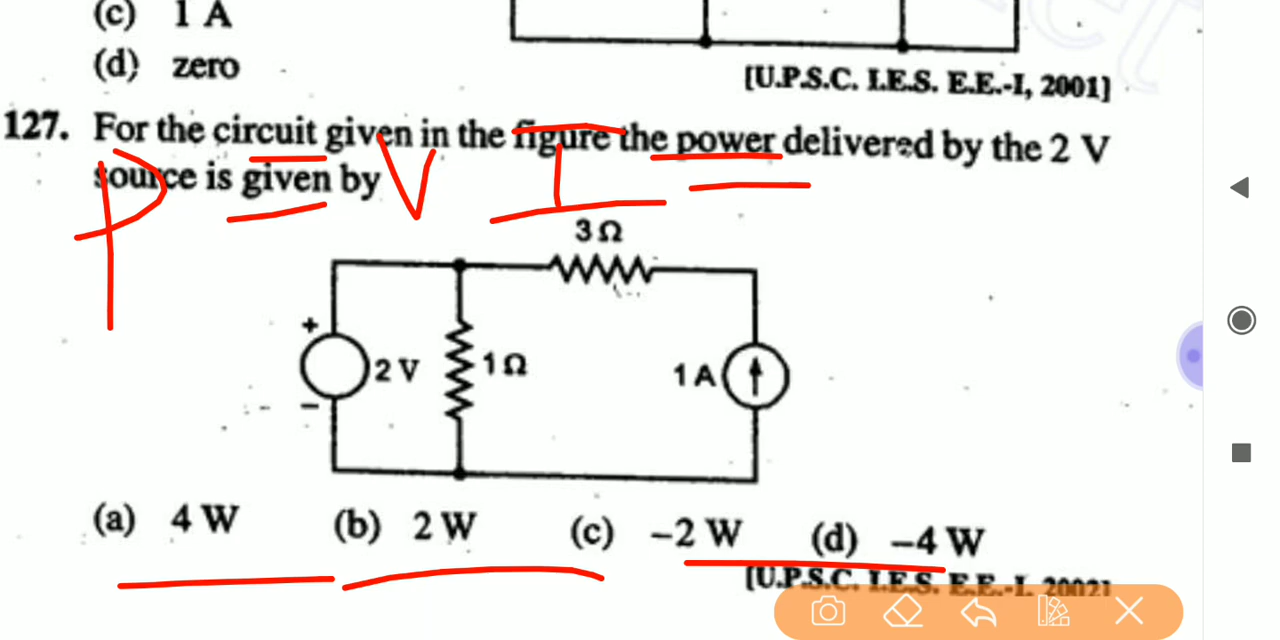 (c) 1 A
(d) zero
[U.P.S.C. I.E.S. E.E.-I, 2001]
127. For the circuit given in the figure the power delivered by the 2 V
source is given by
P V I
3 Ω
+
2 V
1 Ω
1 A
−
(a) 4 W (b) 2 W (c) −2 W (d) −4 W
[U.P.S.C. I.E.S. E.E.-I, 2002]